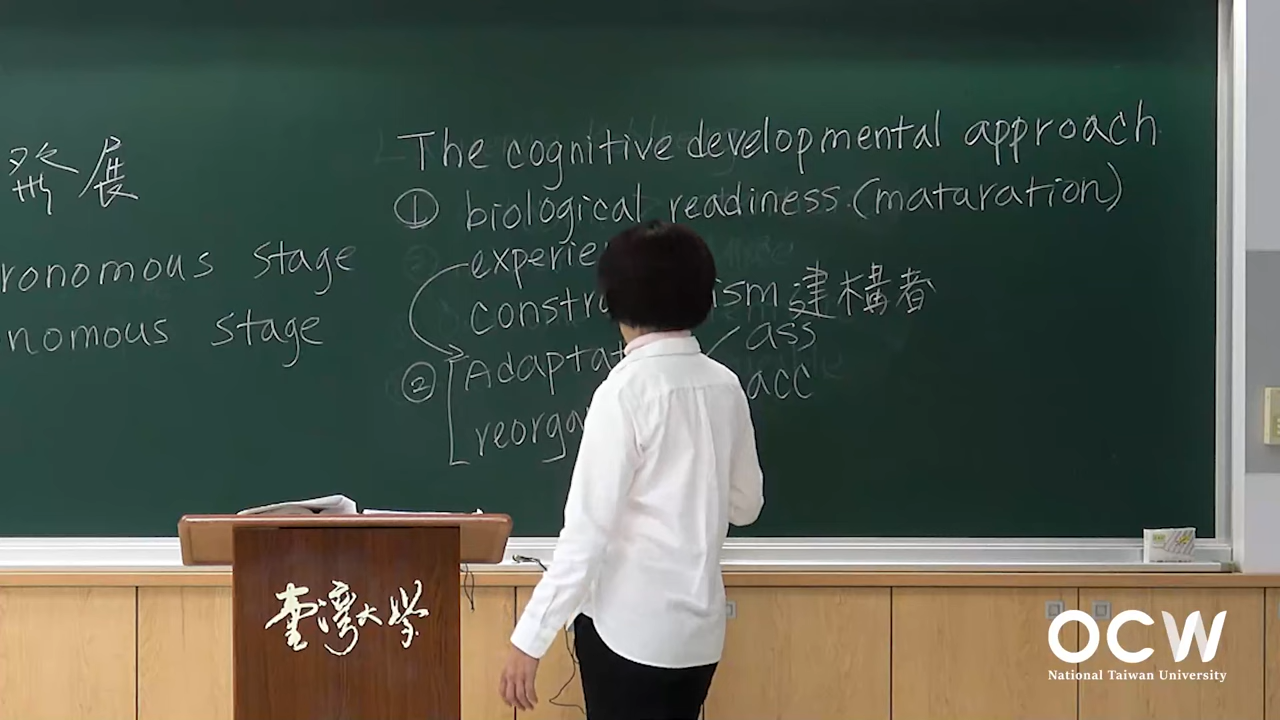 發展
ronomous stage
nomous stage
The cognitive developmental approach
① biological readiness (mataration)
experie
constr ism 建構者
ass
② Adaptat
acc
reorga
臺灣大學
OCW
National Taiwan University